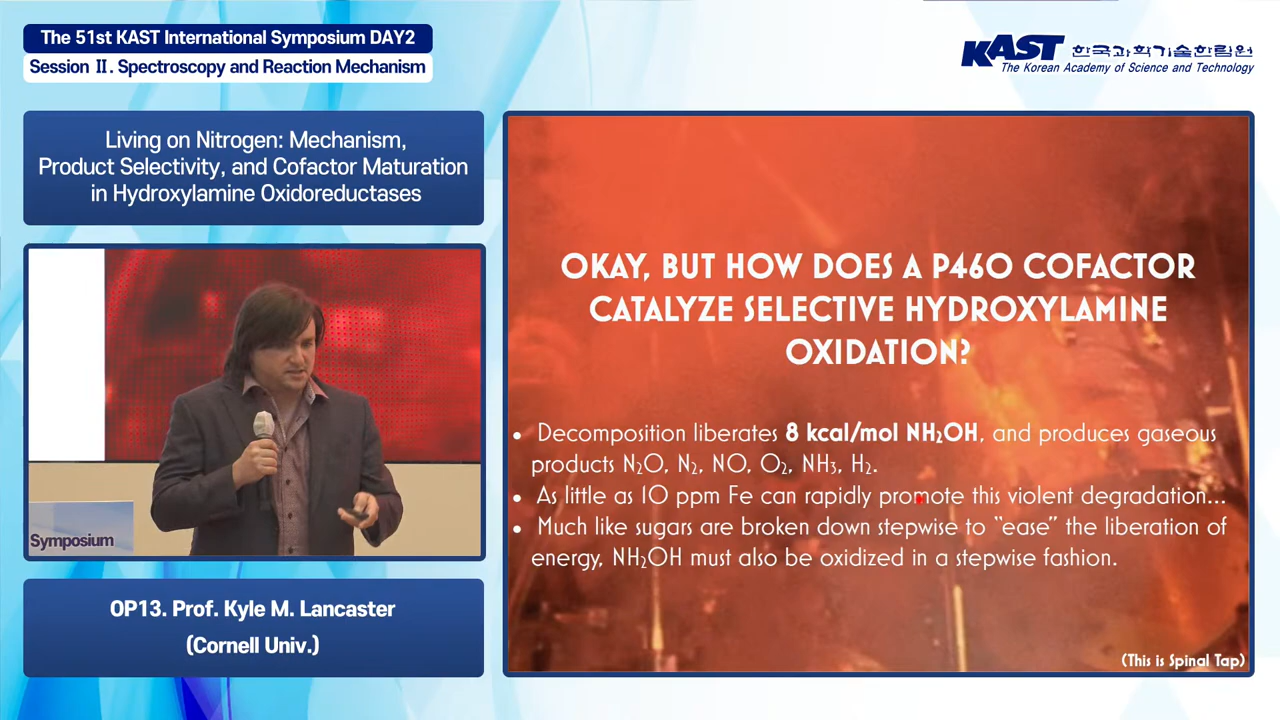 The 51st KAST International Symposium DAY2
Session Ⅱ. Spectroscopy and Reaction Mechanism
KAST 한국과학기술한림원
The Korean Academy of Science and Technology
Living on Nitrogen: Mechanism,
Product Selectivity, and Cofactor Maturation
in Hydroxylamine Oxidoreductases
OKAY, BUT HOW DOES A P460 COFACTOR
CATALYZE SELECTIVE HYDROXYLAMINE
OXIDATION?
• Decomposition liberates 8 kcal/mol NH₂OH, and produces gaseous
products N₂O, N₂, NO, O₂, NH₃, H₂.
• As little as 10 ppm Fe can rapidly promote this violent degradation...
• Much like sugars are broken down stepwise to "ease" the liberation of
energy, NH₂OH must also be oxidized in a stepwise fashion.
(This is Spinal Tap)
Symposium
OP13. Prof. Kyle M. Lancaster
(Cornell Univ.)